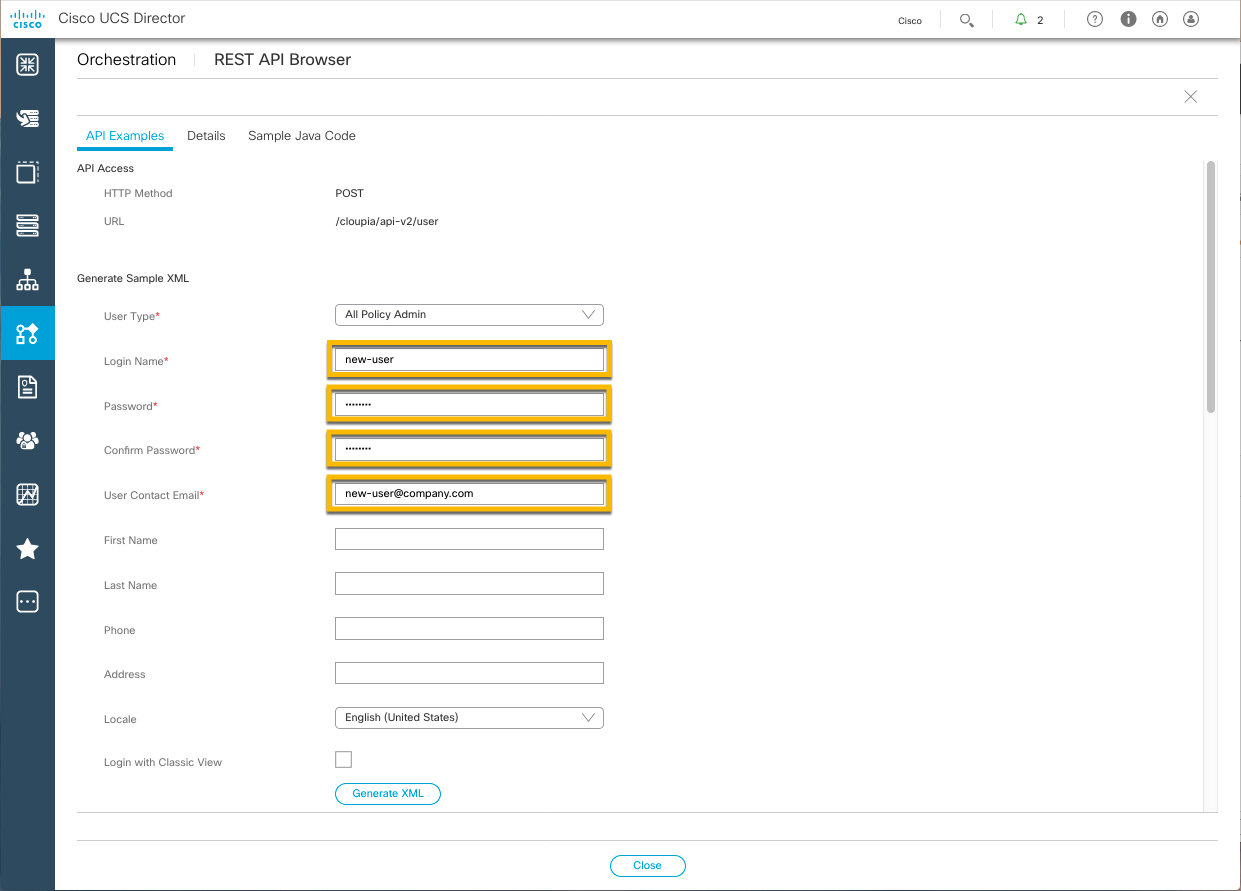 cisco Cisco UCS Director Cisco 2
Orchestration REST API Browser
API Examples Details Sample Java Code
API Access
HTTP Method POST
URL /cloupia/api-v2/user
Generate Sample XML
User Type* All Policy Admin
Login Name* new-user
Password* ••••••••
Confirm Password* ••••••••
User Contact Email* new-user@company.com
First Name
Last Name
Phone
Address
Locale English (United States)
Login with Classic View
Generate XML
Close